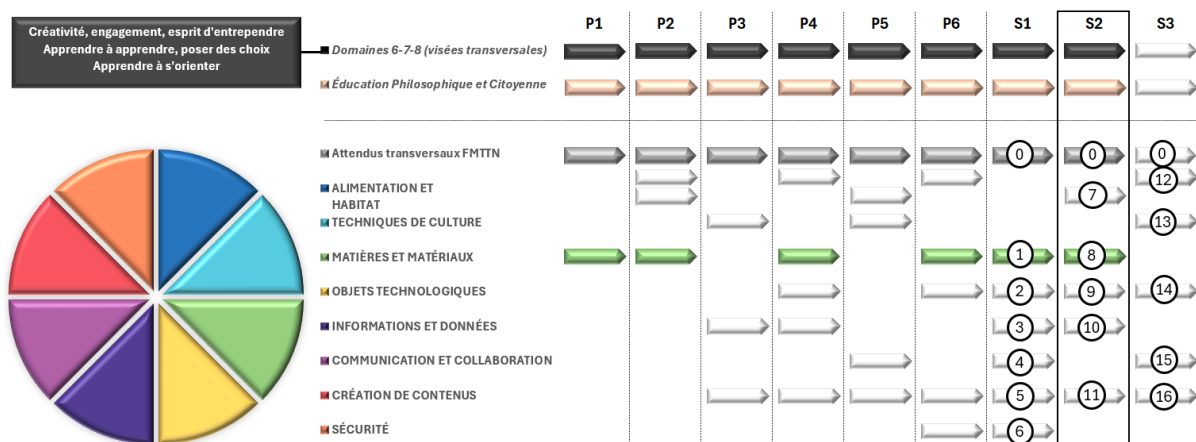 Créativité, engagement, esprit d'entrependre
Apprendre à apprendre, poser des choix
Apprendre à s'orienter
P1 P2 P3 P4 P5 P6 S1 S2 S3
Domaines 6-7-8 (visées transversales)
Éducation Philosophique et Citoyenne
Attendus transversaux FMTTN 0 0 0
12
ALIMENTATION ET
HABITAT 7
TECHNIQUES DE CULTURE 13
MATIÈRES ET MATÉRIAUX 1 8
OBJETS TECHNOLOGIQUES 2 9 14
INFORMATIONS ET DONNÉES 3 10
COMMUNICATION ET COLLABORATION 4 15
CRÉATION DE CONTENUS 5 11 16
SÉCURITÉ 6